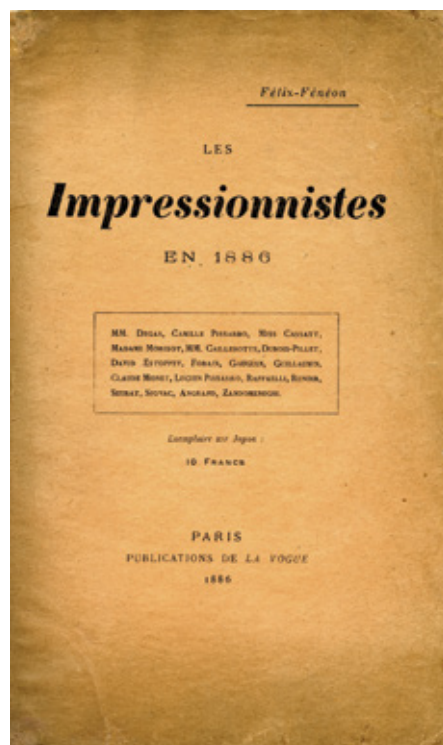 Félix-Fénéon
LES
Impressionnistes
EN 1886
MM. Degas, Camille Pissarro, Miss Cassatt,
Madame Morisot, MM. Caillebotte, Dubois-Pillet,
David Estoppey, Forain, Gauguin, Guillaumin,
Claude Monet, Lucien Pissarro, Raffaëlli, Renoir,
Seurat, Signac, Angrand, Zandomeneghi.
Exemplaire sur Japon :
10 Francs
PARIS
PUBLICATIONS DE LA VOGUE
1886